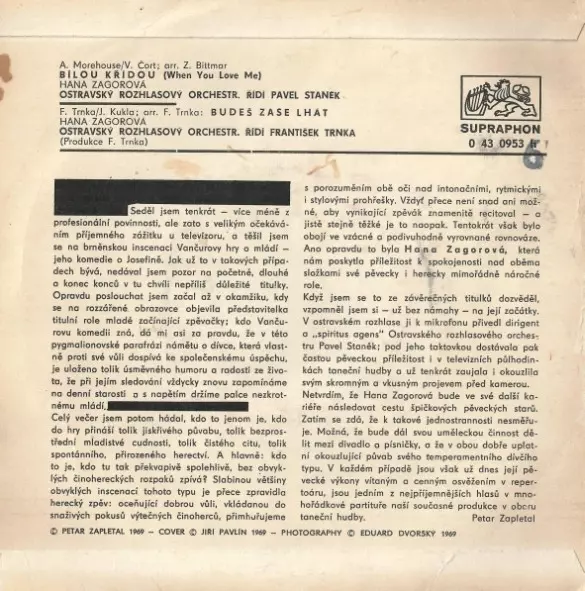 A. Morehouse/V. Čort; arr. Z. Bittmar
BÍLOU KŘÍDOU (When You Love Me)
HANA ZAGOROVÁ
OSTRAVSKÝ ROZHLASOVÝ ORCHESTR. ŘÍDÍ PAVEL STANĚK
F. Trnka/J. Kukla; arr. F. Trnka: BUDEŠ ZASE LHÁT
HANA ZAGOROVÁ
OSTRAVSKÝ ROZHLASOVÝ ORCHESTR. ŘÍDÍ FRANTIŠEK TRNKA
(Produkce F. Trnka)
SUPRAPHON
0 43 0953 h
Seděl jsem tenkrát – více méně z
profesionální povinnosti, ale zato s velikým očekává-
ním příjemného zážitku u televizoru, a těšil jsem
se na brněnskou inscenaci Vančurovy hry a mládí –
jeho komedie o Josefině. Jak už to v takových přípa-
dech bývá, nedával jsem pozor na početné, dlouhé
a konec konců v tu chvíli nepříliš důležité titulky.
Opravdu poslouchat jsem začal až v okamžiku, kdy
se na rozzářené obrazovce objevila představitelka
titulní role mladé začínající zpěvačky; kdo Vanču-
rovu komedii zná, dá mi asi za pravdu, že v této
pygmalionovské parafrázi námětu o dívce, která vlast-
ně proti své vůli dospívá ke společenskému úspěchu,
je uloženo tolik úsměvného humoru a radosti ze živo-
ta, že při jejím sledování vždycky znovu zapomínáme
na denní starosti a s napětím držíme palce nezkrot-
nému mládí.
Celý večer jsem potom hádal, kdo to jenom je, kdo
do hry přináší tolik jiskřivého půvabu, tolik bezpros-
třední mladistvé cudnosti, tolik čistého citu, tolik
spontánního, přirozeného herectví. A hlavně: kdo
to je, kdo tu tak překvapivě spolehlivě, bez obvyk-
lých činohereckých rozpaků zpívá? Slabinou většiny
obvyklých inscenací tohoto typu je přece zpravidla
herecký zpěv: oceňující dobrou vůli, vkládanou do
snaživých pokusů výtečných činoherců, přimhuřujeme
s porozuměním obě oči nad intonačními, rytmickými
i stylovými prohřešky. Vždyť přece není snad ani mož-
né, aby vynikající zpěvák znamenitě recitoval – a
jistě stejně těžké je to naopak. Tentokrát však bylo
obojí ve vzácné a podivuhodně vyrovnané rovnováze.
Ano opravdu to byla Hana Zagorová, která
nám poskytla příležitost k spokojenosti nad oběma
složkami své pěvecky i herecky mimořádně náročné
role.
Když jsem se to ze závěrečných titulků dozvěděl,
vzpomněl jsem si – už bez námahy – na její začátky.
V ostravském rozhlase ji k mikrofonu přivedl dirigent
a „spiritus agens" Ostravského rozhlasového orches-
tru Pavel Staněk; pod jeho taktovkou dostávala pak
častou pěveckou příležitost i v televizních půlhodin-
kách taneční hudby a už tenkrát zaujala i okouzlila
svým skromným a vkusným projevem před kamerou.
Netvrdím, že Hana Zagorová bude ve své další ka-
riéře následovat cestu špičkových pěveckých starů.
Zatím se zdá, že k takové jednostrannosti nesměřu-
je. Možná, že bude dál svou uměleckou činnost dě-
lit mezi divadlo a písničky, a že v obou dobře uplat-
ní okouzlující půvab svého temperamentního dívčího
typu. V každém případě jsou však už dnes její pě-
vecké výkony vítaným a cenným osvěžením v reper-
toáru, jsou jedním z nejpříjemnějších hlasů v mno-
hořádkové partituře naší současné produkce v oboru
taneční hudby. Petar Zapletal
© PETAR ZAPLETAL 1969 – COVER © JIŘÍ PAVLÍN 1969 – PHOTOGRAPHY © EDUARD DVORSKÝ 1969